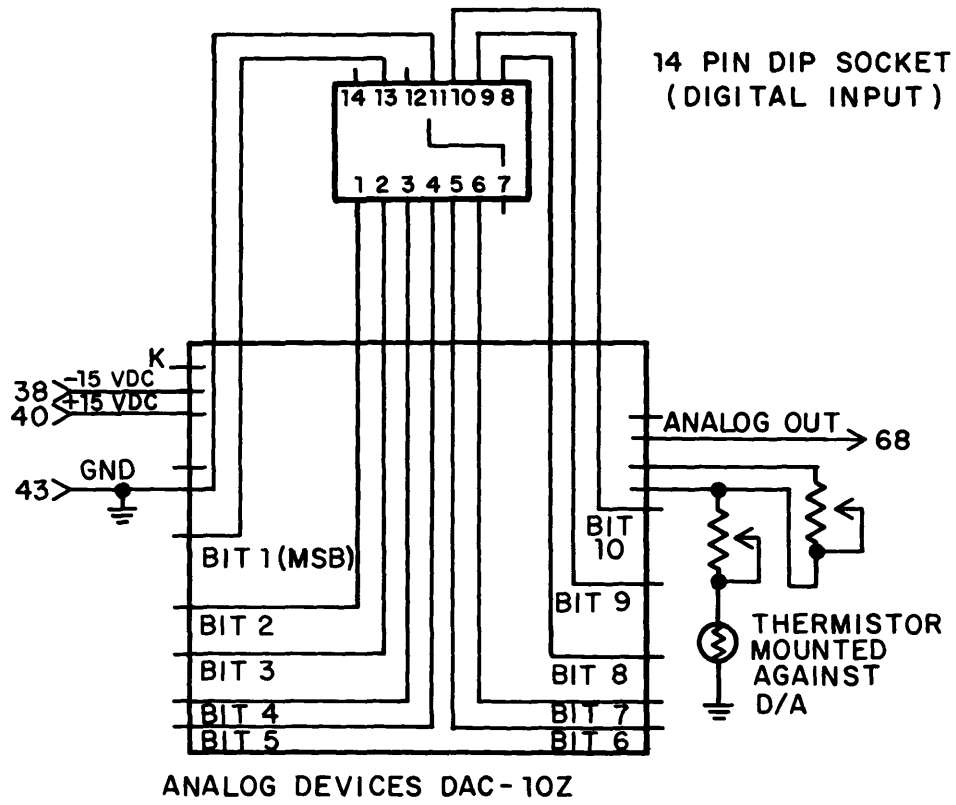 14 PIN DIP SOCKET
(DIGITAL INPUT)
14 13 12 11 10 9 8
1 2 3 4 5 6 7
K
38 -15 VDC
40 +15 VDC
ANALOG OUT 68
43 GND
BIT 1 (MSB)
BIT
10
BIT 2
BIT 9
BIT 3
BIT 8
BIT 4
BIT 7
BIT 5
BIT 6
THERMISTOR
MOUNTED
AGAINST
D/A
ANALOG DEVICES DAC-10Z